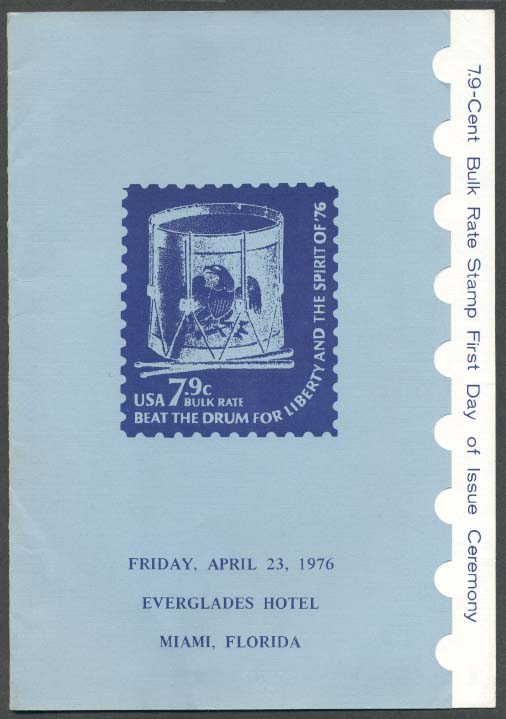 7.9-Cent Bulk Rate Stamp First Day of Issue Ceremony
USA 7.9c
BULK RATE
BEAT THE DRUM FOR LIBERTY AND THE SPIRIT OF '76
FRIDAY, APRIL 23, 1976
EVERGLADES HOTEL
MIAMI, FLORIDA